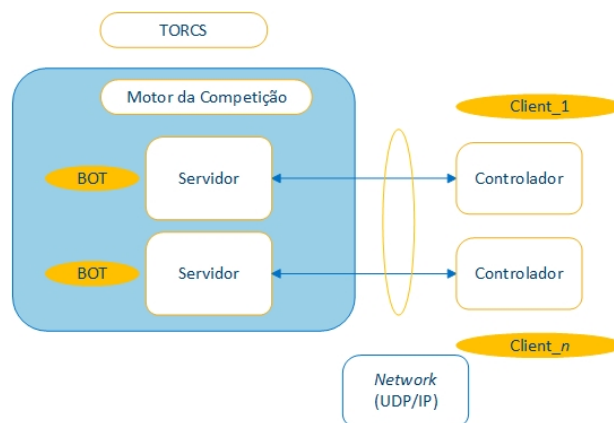 TORCS
Motor da Competição
Client_1
BOT
Servidor
Controlador
BOT
Servidor
Controlador
Client_n
Network
(UDP/IP)